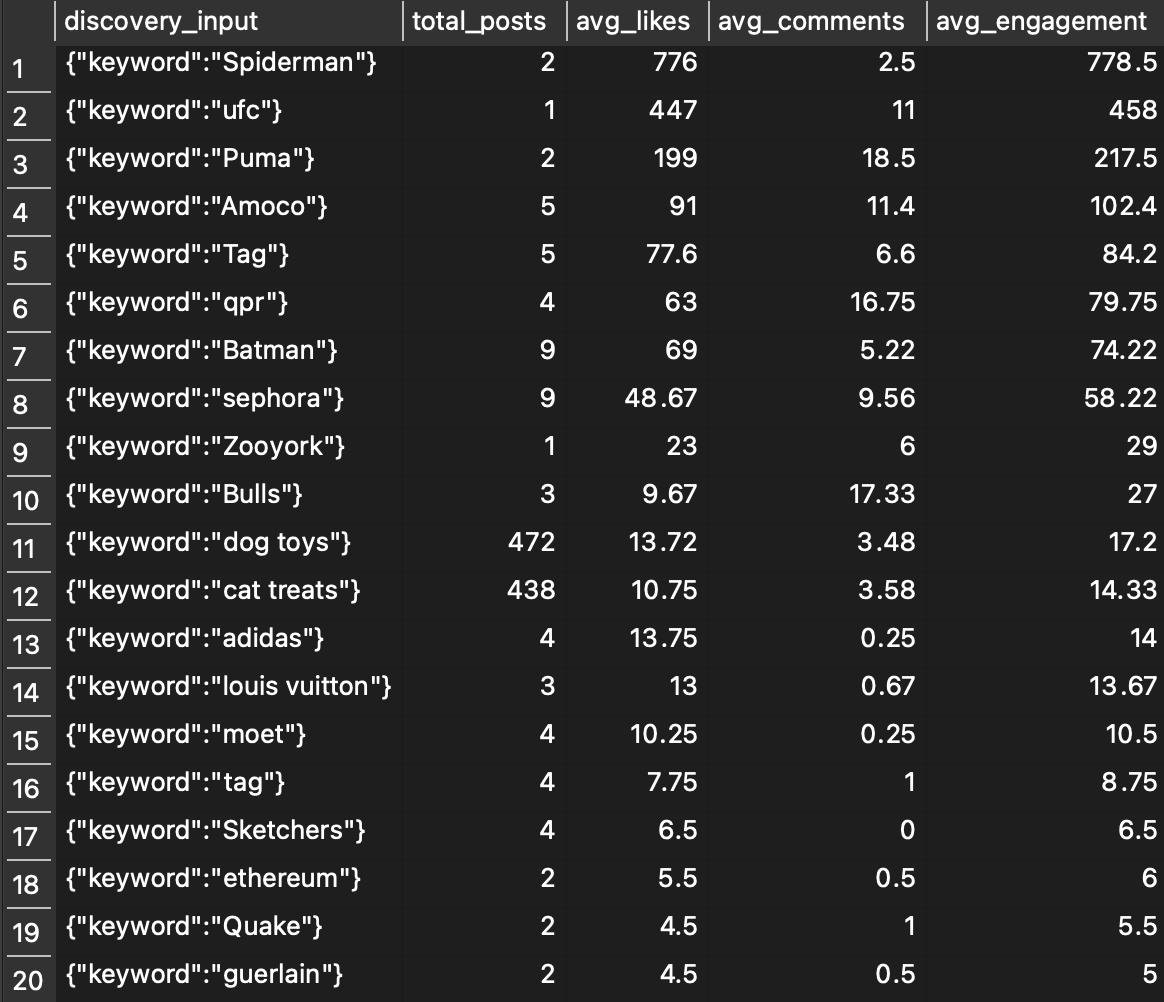 discovery_input total_posts avg_likes avg_comments avg_engagement
1 {"keyword":"Spiderman"} 2 776 2.5 778.5
2 {"keyword":"ufc"} 1 447 11 458
3 {"keyword":"Puma"} 2 199 18.5 217.5
4 {"keyword":"Amoco"} 5 91 11.4 102.4
5 {"keyword":"Tag"} 5 77.6 6.6 84.2
6 {"keyword":"qpr"} 4 63 16.75 79.75
7 {"keyword":"Batman"} 9 69 5.22 74.22
8 {"keyword":"sephora"} 9 48.67 9.56 58.22
9 {"keyword":"Zooyork"} 1 23 6 29
10 {"keyword":"Bulls"} 3 9.67 17.33 27
11 {"keyword":"dog toys"} 472 13.72 3.48 17.2
12 {"keyword":"cat treats"} 438 10.75 3.58 14.33
13 {"keyword":"adidas"} 4 13.75 0.25 14
14 {"keyword":"louis vuitton"} 3 13 0.67 13.67
15 {"keyword":"moet"} 4 10.25 0.25 10.5
16 {"keyword":"tag"} 4 7.75 1 8.75
17 {"keyword":"Sketchers"} 4 6.5 0 6.5
18 {"keyword":"ethereum"} 2 5.5 0.5 6
19 {"keyword":"Quake"} 2 4.5 1 5.5
20 {"keyword":"guerlain"} 2 4.5 0.5 5